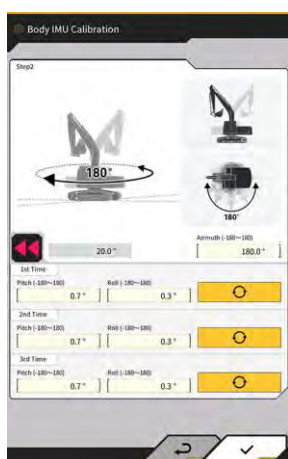 Body IMU Calibration
Step2
180°
180°
20.0 °
Azimuth (-180~180)
[ 180.0 ° ]
1st Time
Pitch (-180~180) Roll (-180~180)
[ 0.7 ° ] [ 0.3 ° ]
2nd Time
Pitch (-180~180) Roll (-180~180)
[ 0.7 ° ] [ 0.3 ° ]
3rd Time
Pitch (-180~180) Roll (-180~180)
[ 0.7 ° ] [ 0.3 ° ]